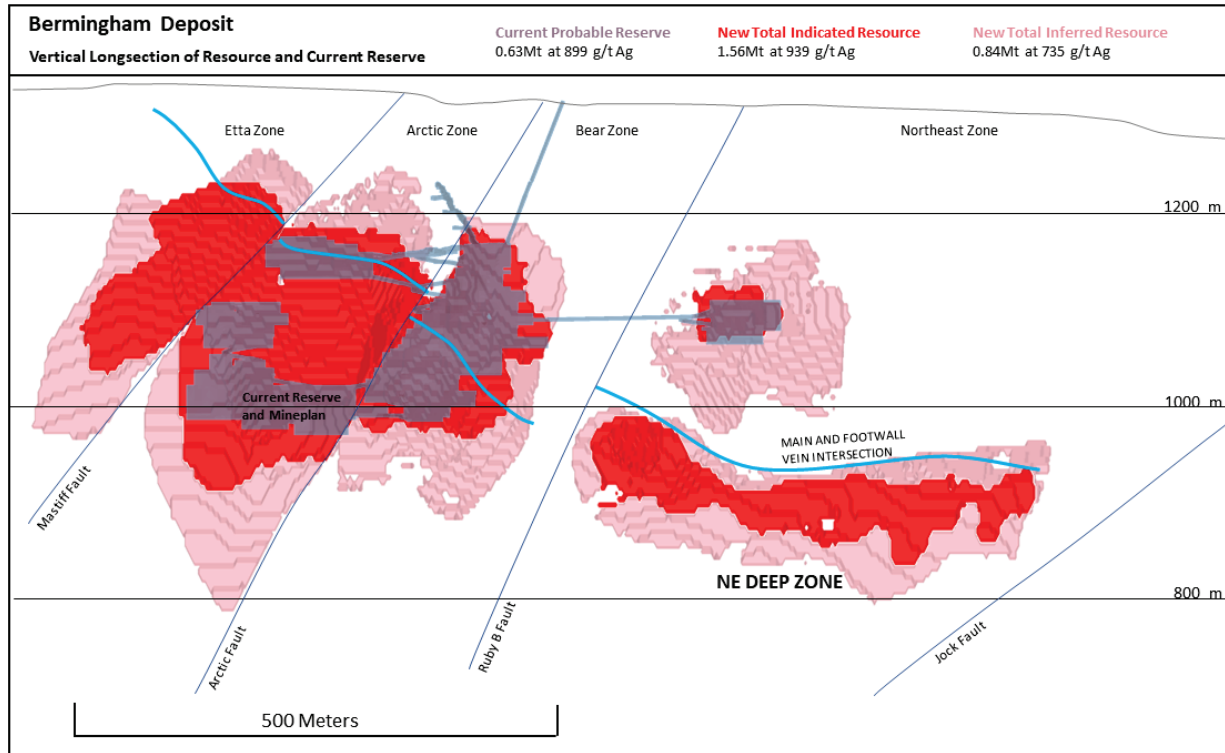 Bermingham Deposit
Vertical Longsection of Resource and Current Reserve
Current Probable Reserve
0.63Mt at 899 g/t Ag
New Total Indicated Resource
1.56Mt at 939 g/t Ag
New Total Inferred Resource
0.84Mt at 735 g/t Ag
Etta Zone
Arctic Zone
Bear Zone
Northeast Zone
1200 m
Current Reserve
and Mineplan
1000 m
MAIN AND FOOTWALL
VEIN INTERSECTION
Mastiff Fault
NE DEEP ZONE
800 m
Arctic Fault
Ruby B Fault
Jock Fault
500 Meters